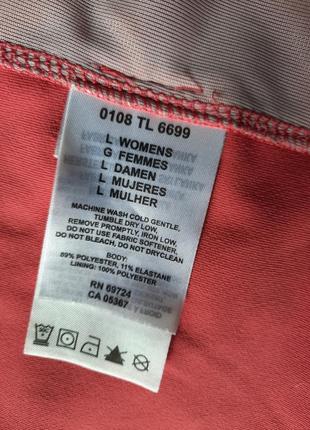 0108 TL 6699
L WOMENS
G FEMMES
L DAMEN
L MUJERES
L MULHER
MACHINE WASH COLD GENTLE,
TUMBLE DRY LOW,
REMOVE PROMPTLY, IRON LOW,
DO NOT USE FABRIC SOFTENER,
DO NOT BLEACH, DO NOT DRYCLEAN
BODY:
89% POLYESTER, 11% ELASTANE
LINING: 100% POLYESTER
RN 69724
CA 05367